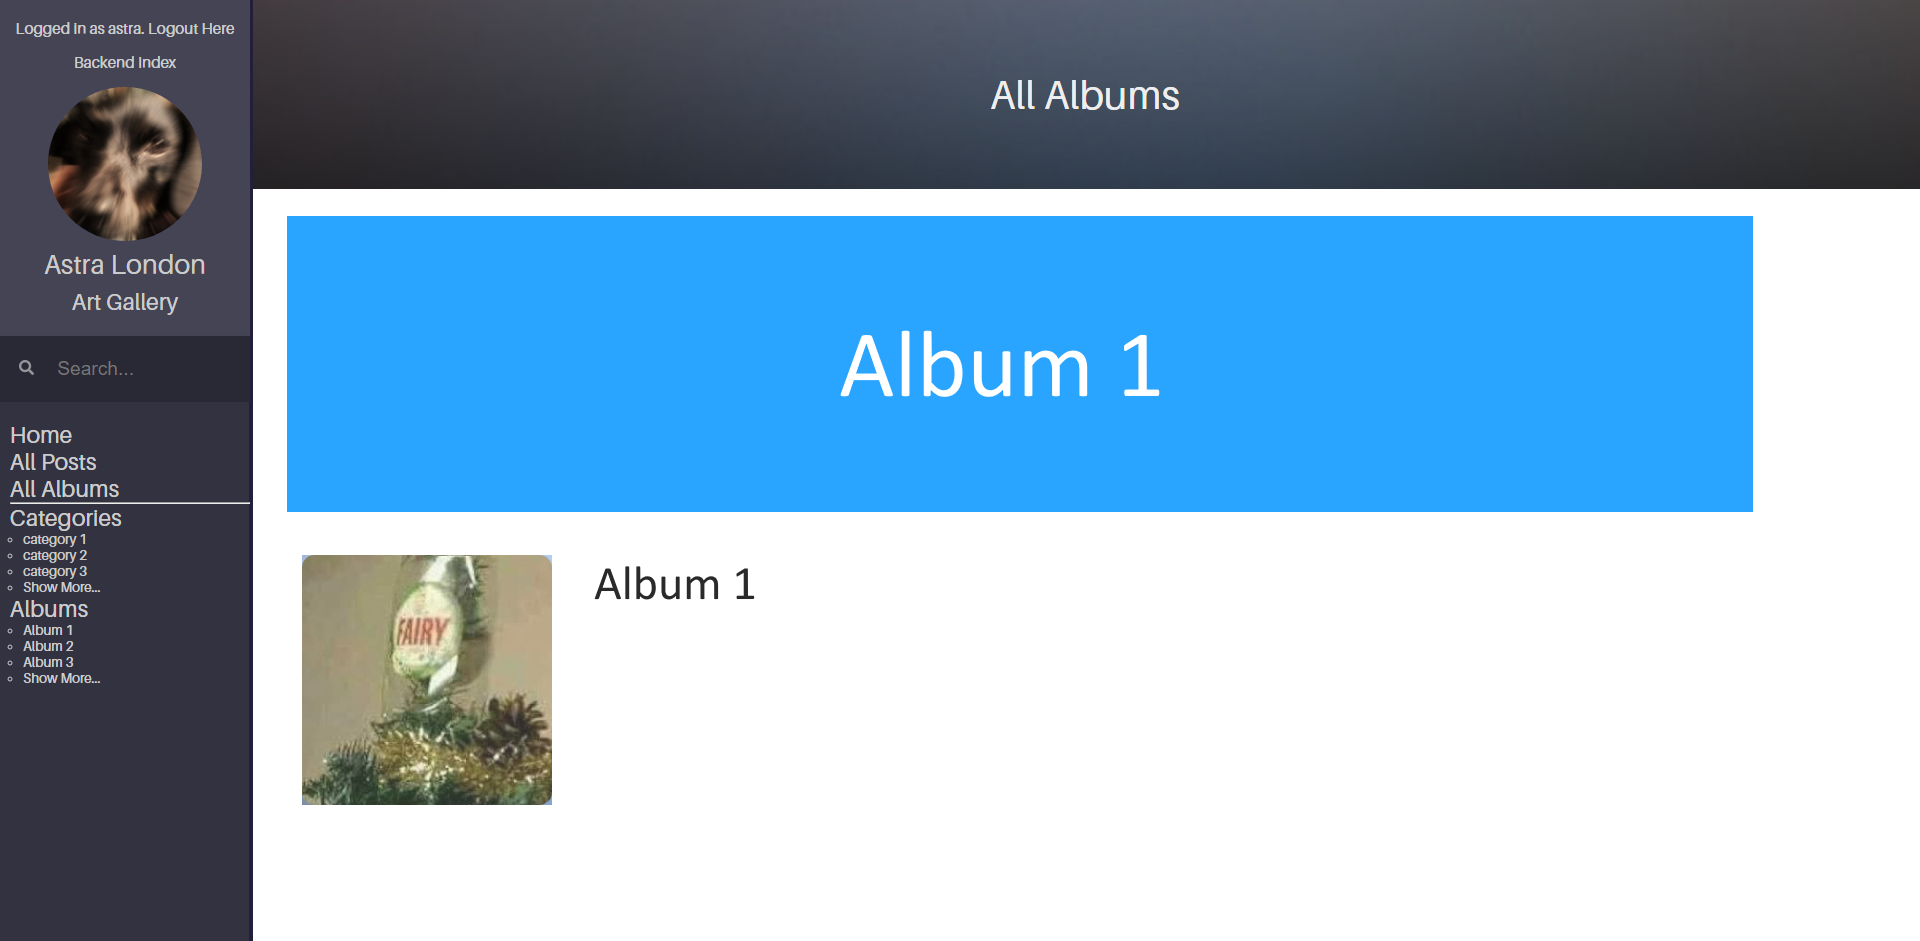 Logged In as astra. Logout Here
Backend Index
Astra London
Art Gallery
Search...
Home
All Posts
All Albums
Categories
category 1
category 2
category 3
Show More...
Albums
Album 1
Album 2
Album 3
Show More...
All Albums
Album 1
FAIRY
Album 1